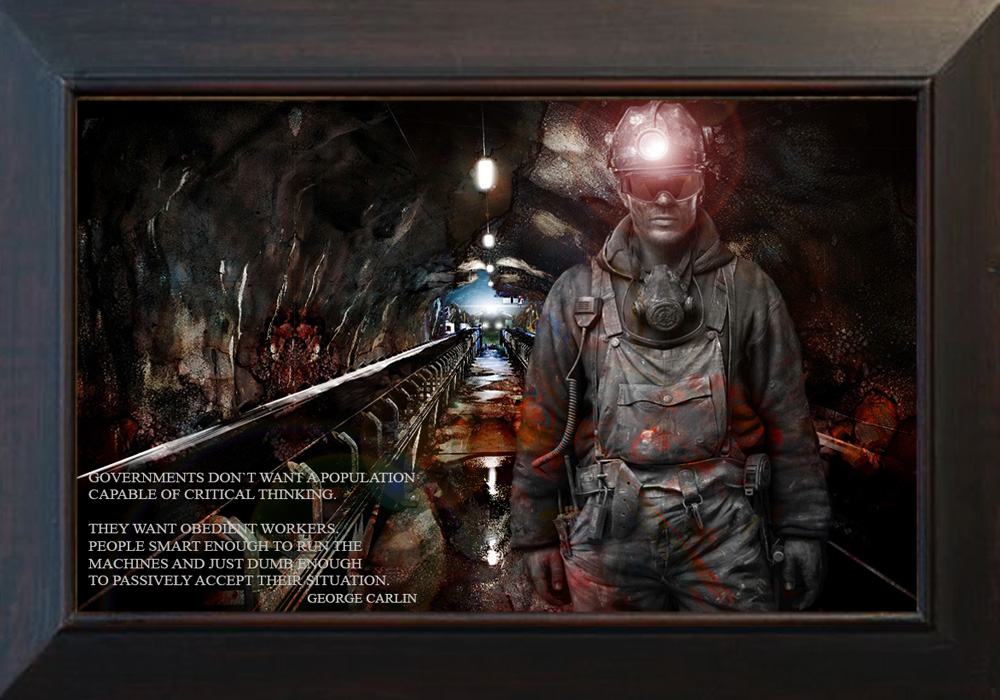 GOVERNMENTS DON`T WANT A POPULATION
CAPABLE OF CRITICAL THINKING.
THEY WANT OBEDIENT WORKERS.
PEOPLE SMART ENOUGH TO RUN THE
MACHINES AND JUST DUMB ENOUGH
TO PASSIVELY ACCEPT THEIR SITUATION.
GEORGE CARLIN